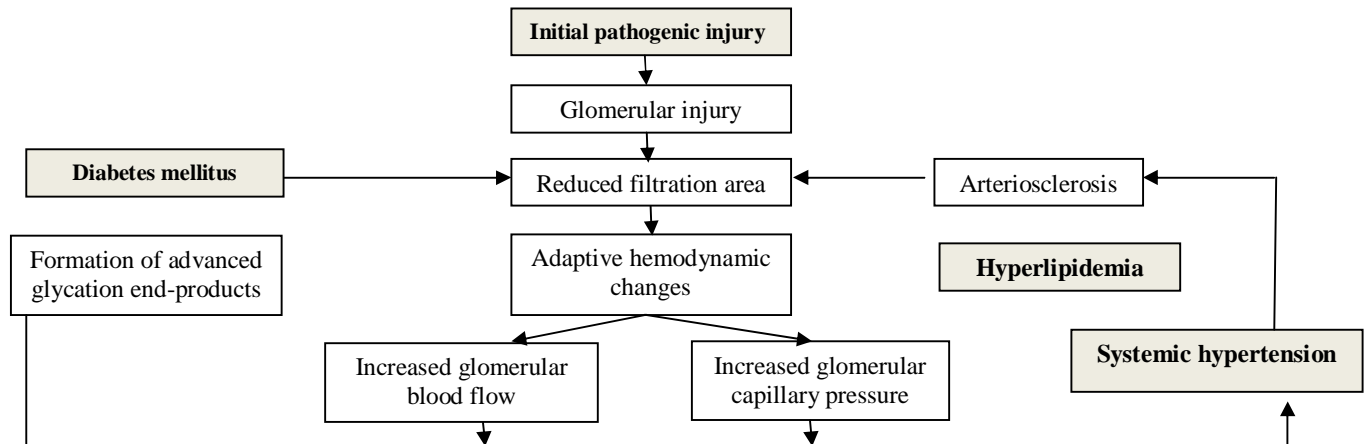 Initial pathogenic injury
Glomerular injury
Diabetes mellitus
Reduced filtration area
Arteriosclerosis
Formation of advanced
glycation end-products
Adaptive hemodynamic
changes
Hyperlipidemia
Increased glomerular
blood flow
Increased glomerular
capillary pressure
Systemic hypertension